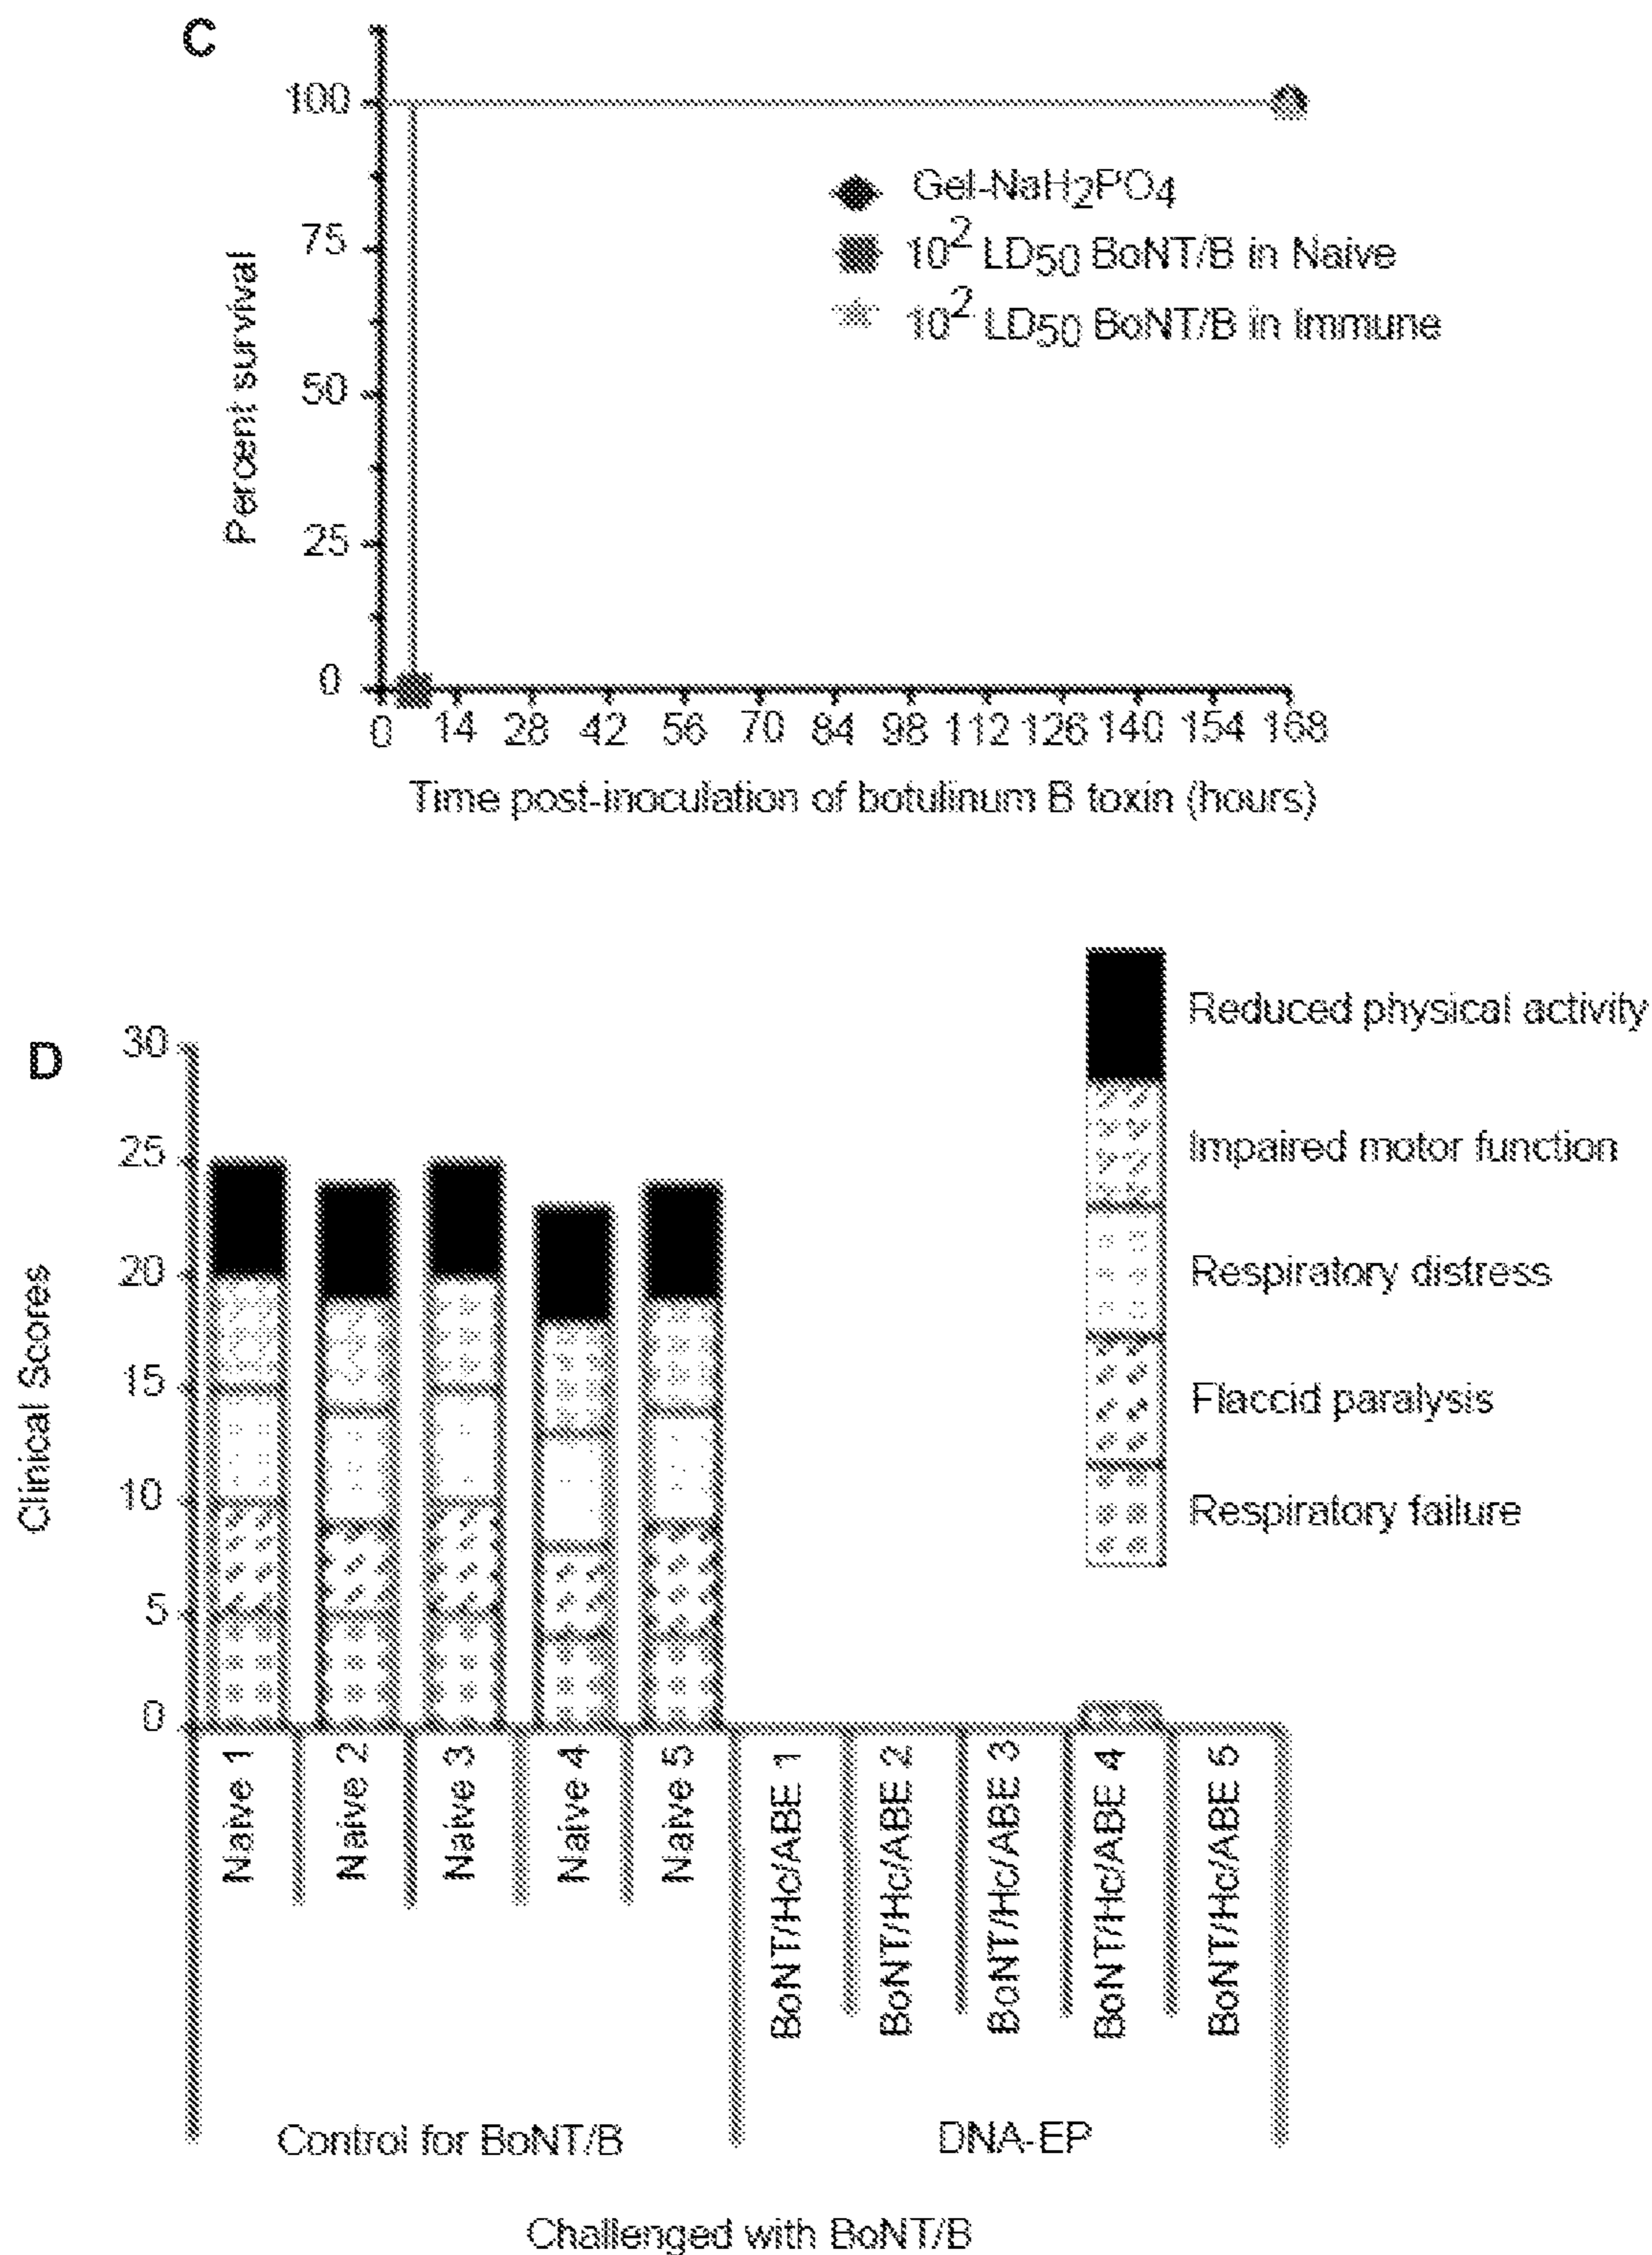 C
100
75
50
25
0
Percent survival
Gel-NaH2PO4
10^2 LD50 BoNT/B in Naive
10^2 LD50 BoNT/B in Immune
0 14 28 42 56 70 84 98 112 126 140 154 168
Time post-inoculation of botulinum B toxin (hours)
D
30
25
20
15
10
5
0
Clinical Scores
Reduced physical activity
Impaired motor function
Respiratory distress
Flaccid paralysis
Respiratory failure
Naive 1
Naive 2
Naive 3
Naive 4
Naive 5
BoNT/Hc/ABE 1
BoNT/Hc/ABE 2
BoNT/Hc/ABE 3
BoNT/Hc/ABE 4
BoNT/Hc/ABE 5
Control for BoNT/B
DNA-EP
Challenged with BoNT/B